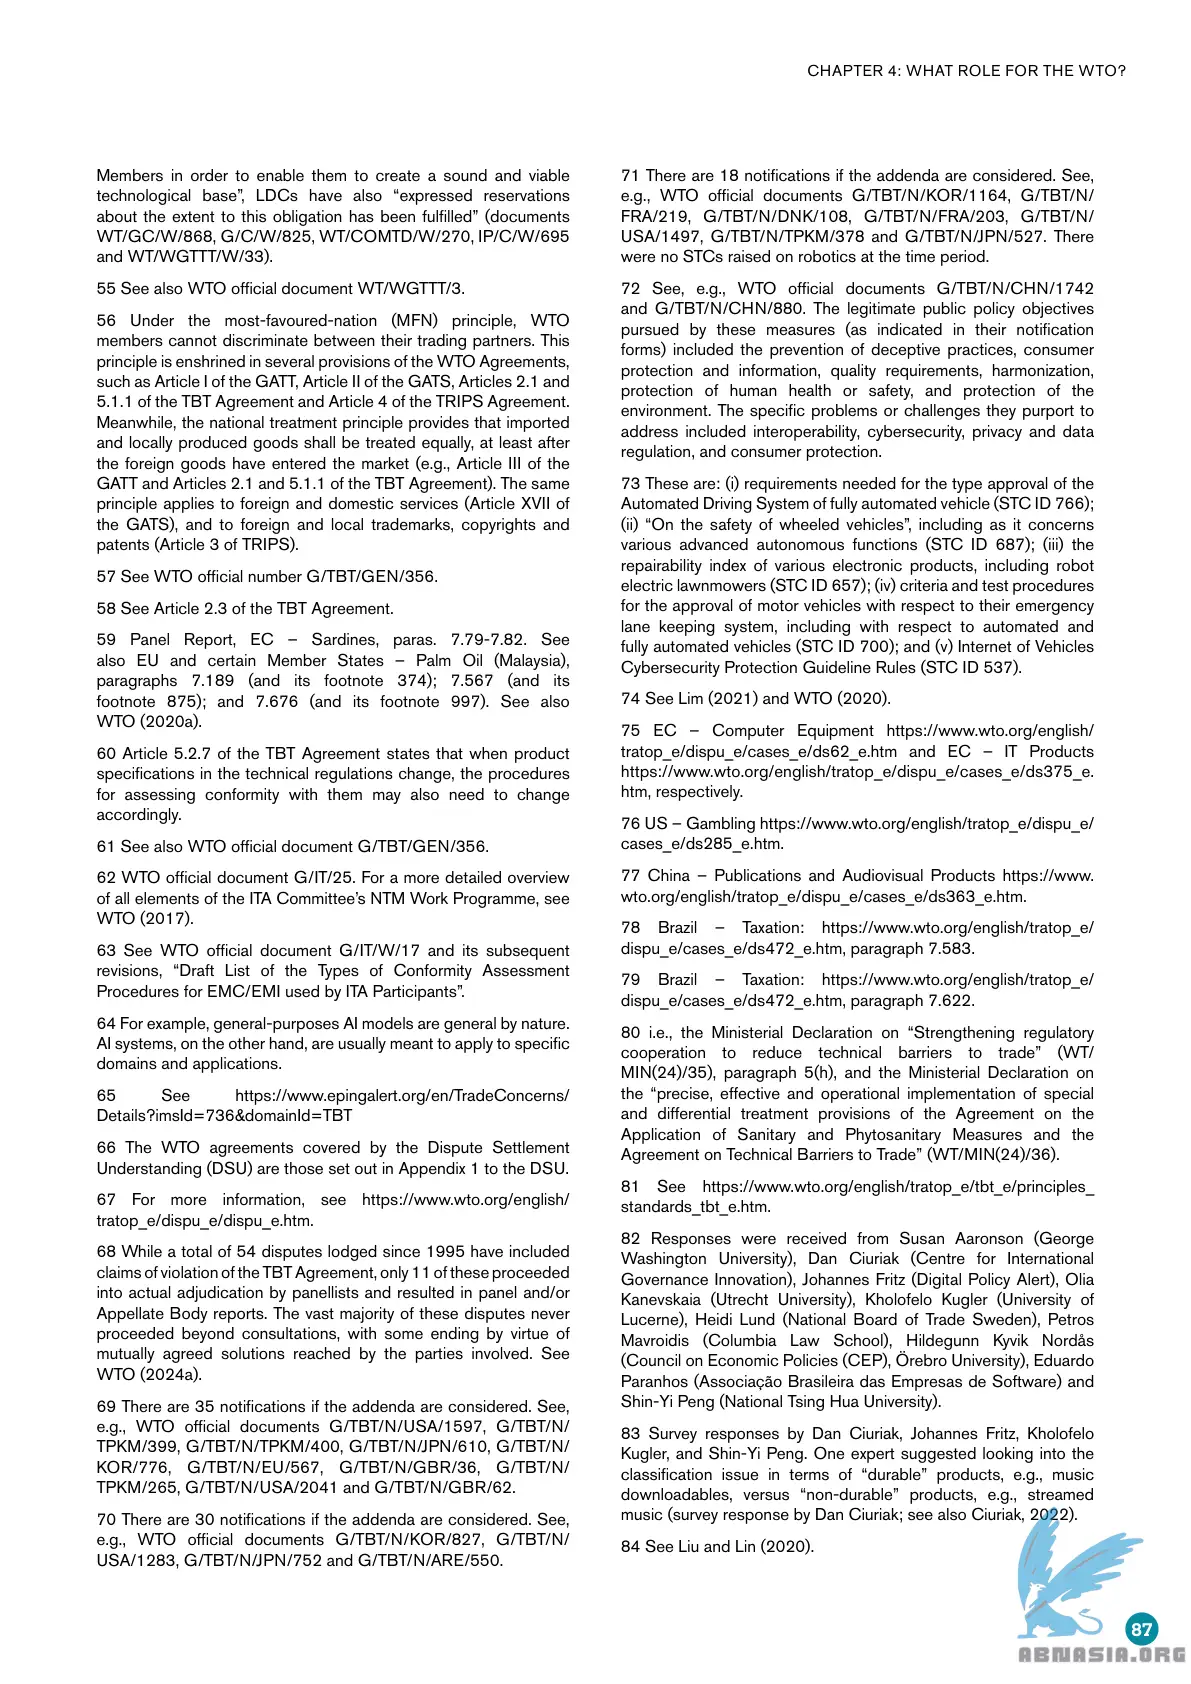 CHAPTER 4: WHAT ROLE FOR THE WTO?
Members in order to enable them to create a sound and viable
technological base”, LDCs have also “expressed reservations
about the extent to this obligation has been fulfilled” (documents
WT/GC/W/868, G/C/W/825, WT/COMTD/W/270, IP/C/W/695
and WT/WGTTT/W/33).
55 See also WTO official document WT/WGTTT/3.
56 Under the most-favoured-nation (MFN) principle, WTO
members cannot discriminate between their trading partners. This
principle is enshrined in several provisions of the WTO Agreements,
such as Article I of the GATT, Article II of the GATS, Articles 2.1 and
5.1.1 of the TBT Agreement and Article 4 of the TRIPS Agreement.
Meanwhile, the national treatment principle provides that imported
and locally produced goods shall be treated equally, at least after
the foreign goods have entered the market (e.g., Article III of the
GATT and Articles 2.1 and 5.1.1 of the TBT Agreement). The same
principle applies to foreign and domestic services (Article XVII of
the GATS), and to foreign and local trademarks, copyrights and
patents (Article 3 of TRIPS).
57 See WTO official number G/TBT/GEN/356.
58 See Article 2.3 of the TBT Agreement.
59 Panel Report, EC – Sardines, paras. 7.79-7.82. See
also EU and certain Member States – Palm Oil (Malaysia),
paragraphs 7.189 (and its footnote 374); 7.567 (and its
footnote 875); and 7.676 (and its footnote 997). See also
WTO (2020a).
60 Article 5.2.7 of the TBT Agreement states that when product
specifications in the technical regulations change, the procedures
for assessing conformity with them may also need to change
accordingly.
61 See also WTO official document G/TBT/GEN/356.
62 WTO official document G/IT/25. For a more detailed overview
of all elements of the ITA Committee’s NTM Work Programme, see
WTO (2017).
63 See WTO official document G/IT/W/17 and its subsequent
revisions, “Draft List of the Types of Conformity Assessment
Procedures for EMC/EMI used by ITA Participants”.
64 For example, general-purposes AI models are general by nature.
AI systems, on the other hand, are usually meant to apply to specific
domains and applications.
65 See https://www.epingalert.org/en/TradeConcerns/
Details?imsId=736&domainId=TBT
66 The WTO agreements covered by the Dispute Settlement
Understanding (DSU) are those set out in Appendix 1 to the DSU.
67 For more information, see https://www.wto.org/english/
tratop_e/dispu_e/dispu_e.htm.
68 While a total of 54 disputes lodged since 1995 have included
claims of violation of the TBT Agreement, only 11 of these proceeded
into actual adjudication by panellists and resulted in panel and/or
Appellate Body reports. The vast majority of these disputes never
proceeded beyond consultations, with some ending by virtue of
mutually agreed solutions reached by the parties involved. See
WTO (2024a).
69 There are 35 notifications if the addenda are considered. See,
e.g., WTO official documents G/TBT/N/USA/1597, G/TBT/N/
TPKM/399, G/TBT/N/TPKM/400, G/TBT/N/JPN/610, G/TBT/N/
KOR/776, G/TBT/N/EU/567, G/TBT/N/GBR/36, G/TBT/N/
TPKM/265, G/TBT/N/USA/2041 and G/TBT/N/GBR/62.
70 There are 30 notifications if the addenda are considered. See,
e.g., WTO official documents G/TBT/N/KOR/827, G/TBT/N/
USA/1283, G/TBT/N/JPN/752 and G/TBT/N/ARE/550.
71 There are 18 notifications if the addenda are considered. See,
e.g., WTO official documents G/TBT/N/KOR/1164, G/TBT/N/
FRA/219, G/TBT/N/DNK/108, G/TBT/N/FRA/203, G/TBT/N/
USA/1497, G/TBT/N/TPKM/378 and G/TBT/N/JPN/527. There
were no STCs raised on robotics at the time period.
72 See, e.g., WTO official documents G/TBT/N/CHN/1742
and G/TBT/N/CHN/880. The legitimate public policy objectives
pursued by these measures (as indicated in their notification
forms) included the prevention of deceptive practices, consumer
protection and information, quality requirements, harmonization,
protection of human health or safety, and protection of the
environment. The specific problems or challenges they purport to
address included interoperability, cybersecurity, privacy and data
regulation, and consumer protection.
73 These are: (i) requirements needed for the type approval of the
Automated Driving System of fully automated vehicle (STC ID 766);
(ii) “On the safety of wheeled vehicles”, including as it concerns
various advanced autonomous functions (STC ID 687); (iii) the
repairability index of various electronic products, including robot
electric lawnmowers (STC ID 657); (iv) criteria and test procedures
for the approval of motor vehicles with respect to their emergency
lane keeping system, including with respect to automated and
fully automated vehicles (STC ID 700); and (v) Internet of Vehicles
Cybersecurity Protection Guideline Rules (STC ID 537).
74 See Lim (2021) and WTO (2020).
75 EC – Computer Equipment https://www.wto.org/english/
tratop_e/dispu_e/cases_e/ds62_e.htm and EC – IT Products
https://www.wto.org/english/tratop_e/dispu_e/cases_e/ds375_e.
htm, respectively.
76 US – Gambling https://www.wto.org/english/tratop_e/dispu_e/
cases_e/ds285_e.htm.
77 China – Publications and Audiovisual Products https://www.
wto.org/english/tratop_e/dispu_e/cases_e/ds363_e.htm.
78 Brazil – Taxation: https://www.wto.org/english/tratop_e/
dispu_e/cases_e/ds472_e.htm, paragraph 7.583.
79 Brazil – Taxation: https://www.wto.org/english/tratop_e/
dispu_e/cases_e/ds472_e.htm, paragraph 7.622.
80 i.e., the Ministerial Declaration on “Strengthening regulatory
cooperation to reduce technical barriers to trade” (WT/
MIN(24)/35), paragraph 5(h), and the Ministerial Declaration on
the “precise, effective and operational implementation of special
and differential treatment provisions of the Agreement on the
Application of Sanitary and Phytosanitary Measures and the
Agreement on Technical Barriers to Trade” (WT/MIN(24)/36).
81 See https://www.wto.org/english/tratop_e/tbt_e/principles_
standards_tbt_e.htm.
82 Responses were received from Susan Aaronson (George
Washington University), Dan Ciuriak (Centre for International
Governance Innovation), Johannes Fritz (Digital Policy Alert), Olia
Kanevskaia (Utrecht University), Kholofelo Kugler (University of
Lucerne), Heidi Lund (National Board of Trade Sweden), Petros
Mavroidis (Columbia Law School), Hildegunn Kyvik Nordås
(Council on Economic Policies (CEP), Örebro University), Eduardo
Paranhos (Associação Brasileira das Empresas de Software) and
Shin-Yi Peng (National Tsing Hua University).
83 Survey responses by Dan Ciuriak, Johannes Fritz, Kholofelo
Kugler, and Shin-Yi Peng. One expert suggested looking into the
classification issue in terms of “durable” products, e.g., music
downloadables, versus “non-durable” products, e.g., streamed
music (survey response by Dan Ciuriak; see also Ciuriak, 2022).
84 See Liu and Lin (2020).
87
ABNASIA.ORG